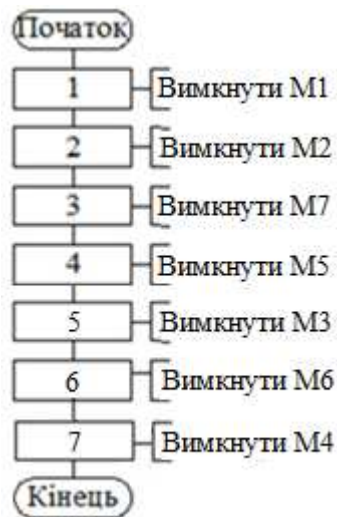 Початок
1 Вимкнути М1
2 Вимкнути М2
3 Вимкнути М7
4 Вимкнути М5
5 Вимкнути М3
6 Вимкнути М6
7 Вимкнути М4
Кінець